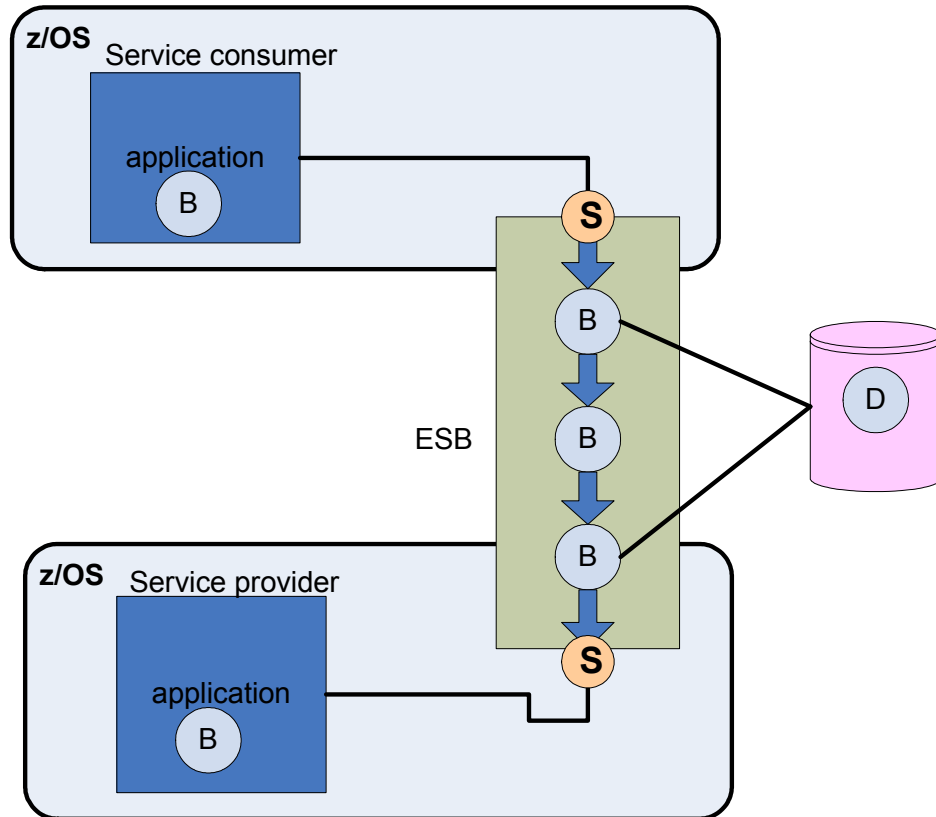 z/OS
Service consumer
application
B
S
B
B
D
ESB
B
z/OS
Service provider
S
application
B